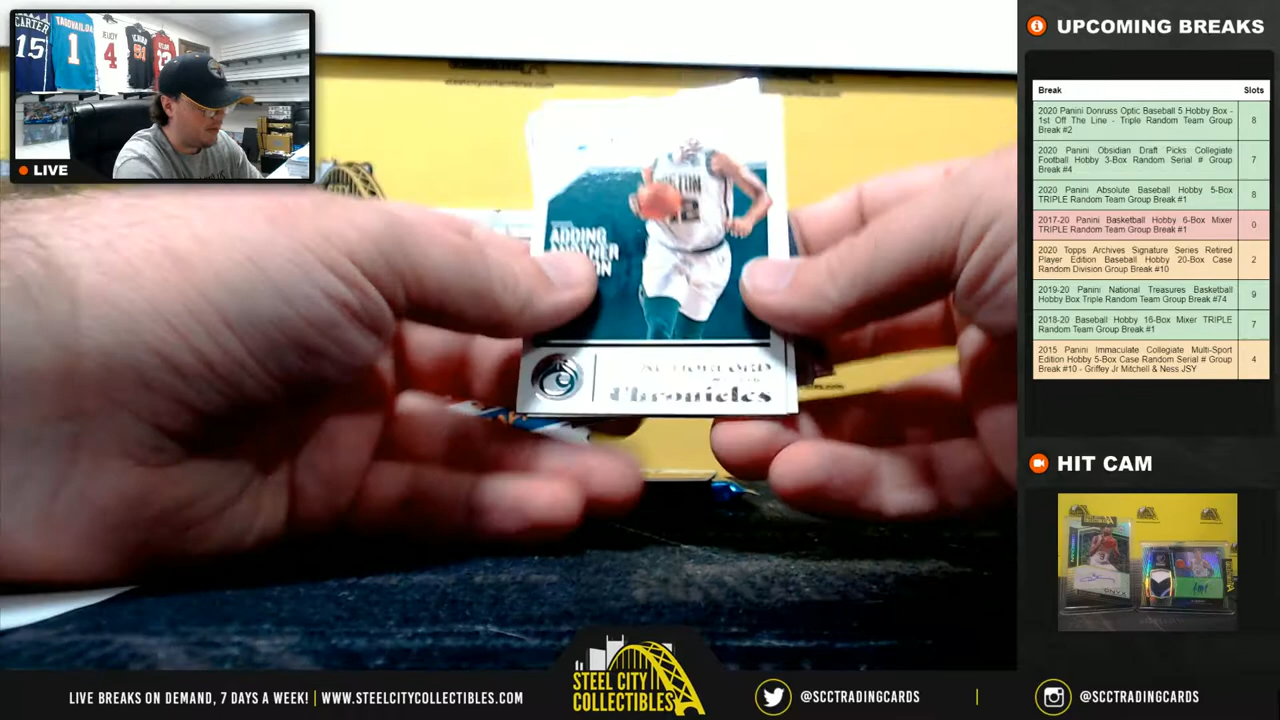 CARTER
15
1
JEUDY
4
LIVE
ADDING
ANOTHER
Chronicles
UPCOMING BREAKS
Break Slots
2020 Panini Donruss Optic Baseball 5 Hobby Box -
1st Off The Line - Triple Random Team Group
Break #2
8
2020 Panini Obsidian Draft Picks Collegiate
Football Hobby 3-Box Random Serial # Group
Break #4
7
2020 Panini Absolute Baseball Hobby 5-Box
TRIPLE Random Team Group Break #1
8
2017-20 Panini Basketball Hobby 6-Box Mixer
TRIPLE Random Team Group Break #1
0
2020 Topps Archives Signature Series Retired
Player Edition Baseball Hobby 20-Box Case
Random Division Group Break #10
2
2019-20 Panini National Treasures Basketball
Hobby Box Triple Random Team Group Break #74
9
2018-20 Baseball Hobby 16-Box Mixer TRIPLE
Random Team Group Break #1
7
2015 Panini Immaculate Collegiate Multi-Sport
Edition Hobby 5-Box Case Random Serial # Group
Break #10 - Griffey Jr Mitchell & Ness JSY
4
HIT CAM
LIVE BREAKS ON DEMAND, 7 DAYS A WEEK! | WWW.STEELCITYCOLLECTIBLES.COM
STEEL CITY
COLLECTIBLES
@SCCTRADINGCARDS
|
@SCCTRADINGCARDS